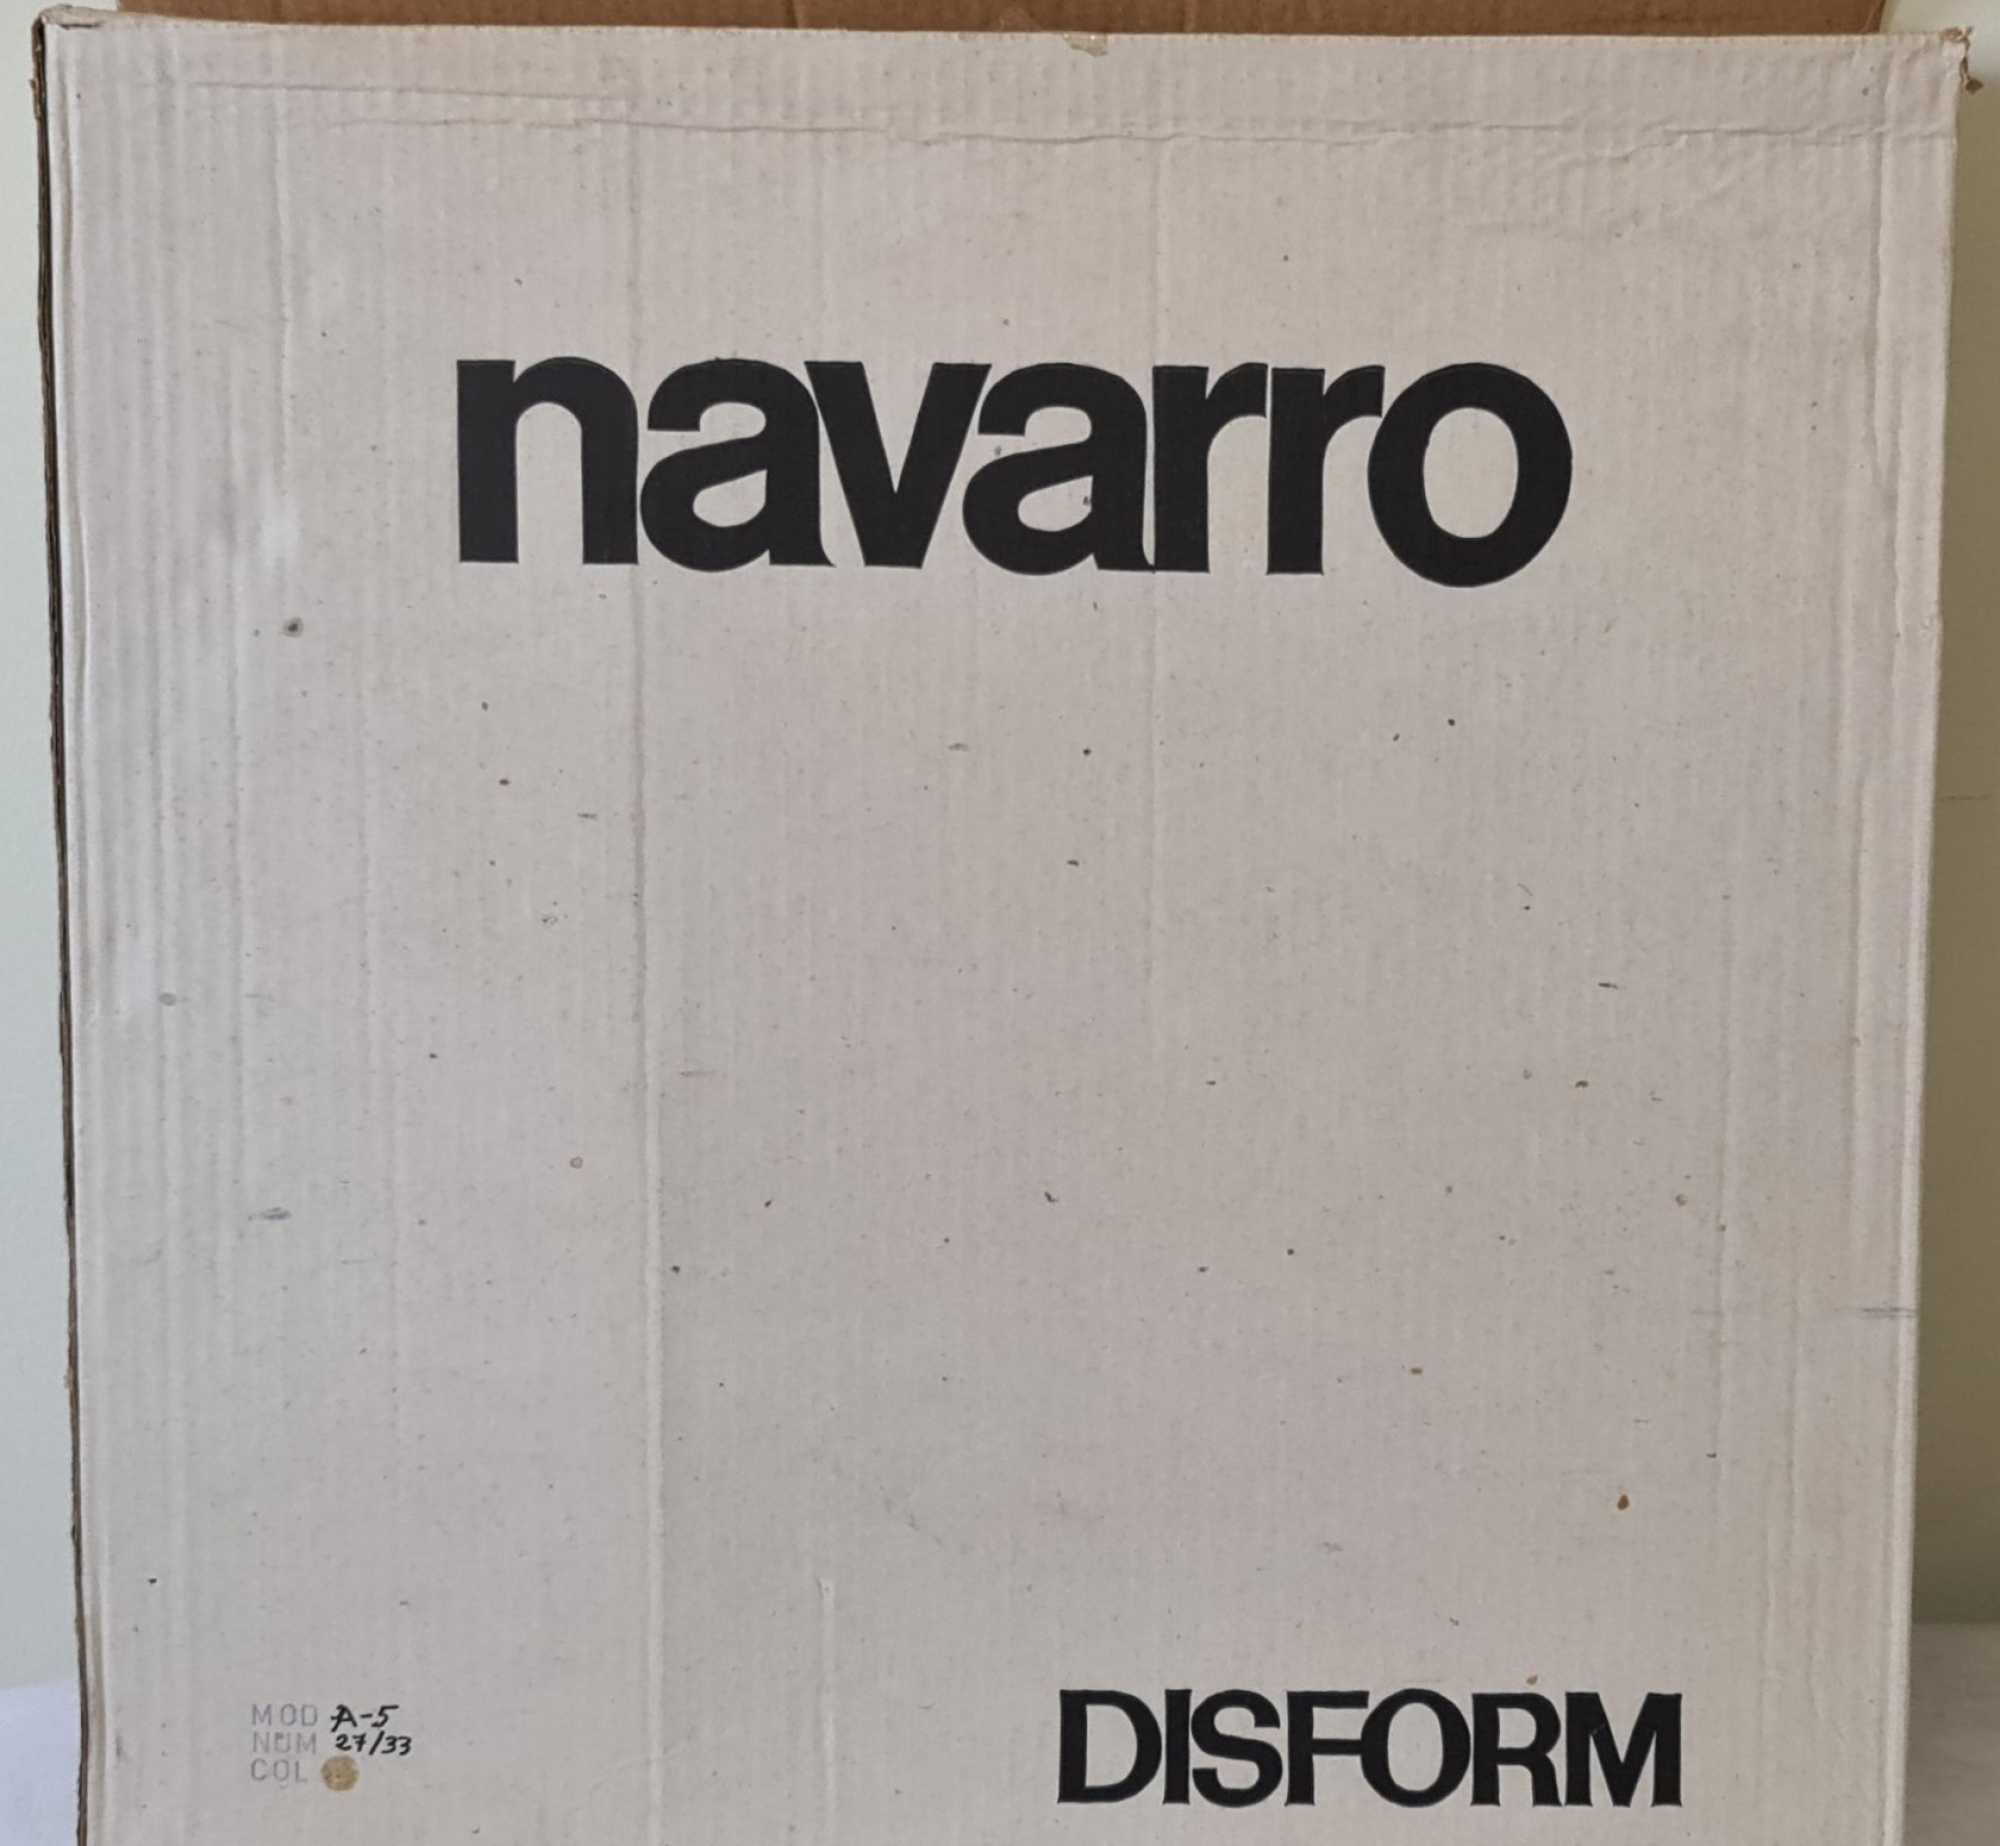 navarro
MOD A-5
NUM 27/33
COL
DISFORM